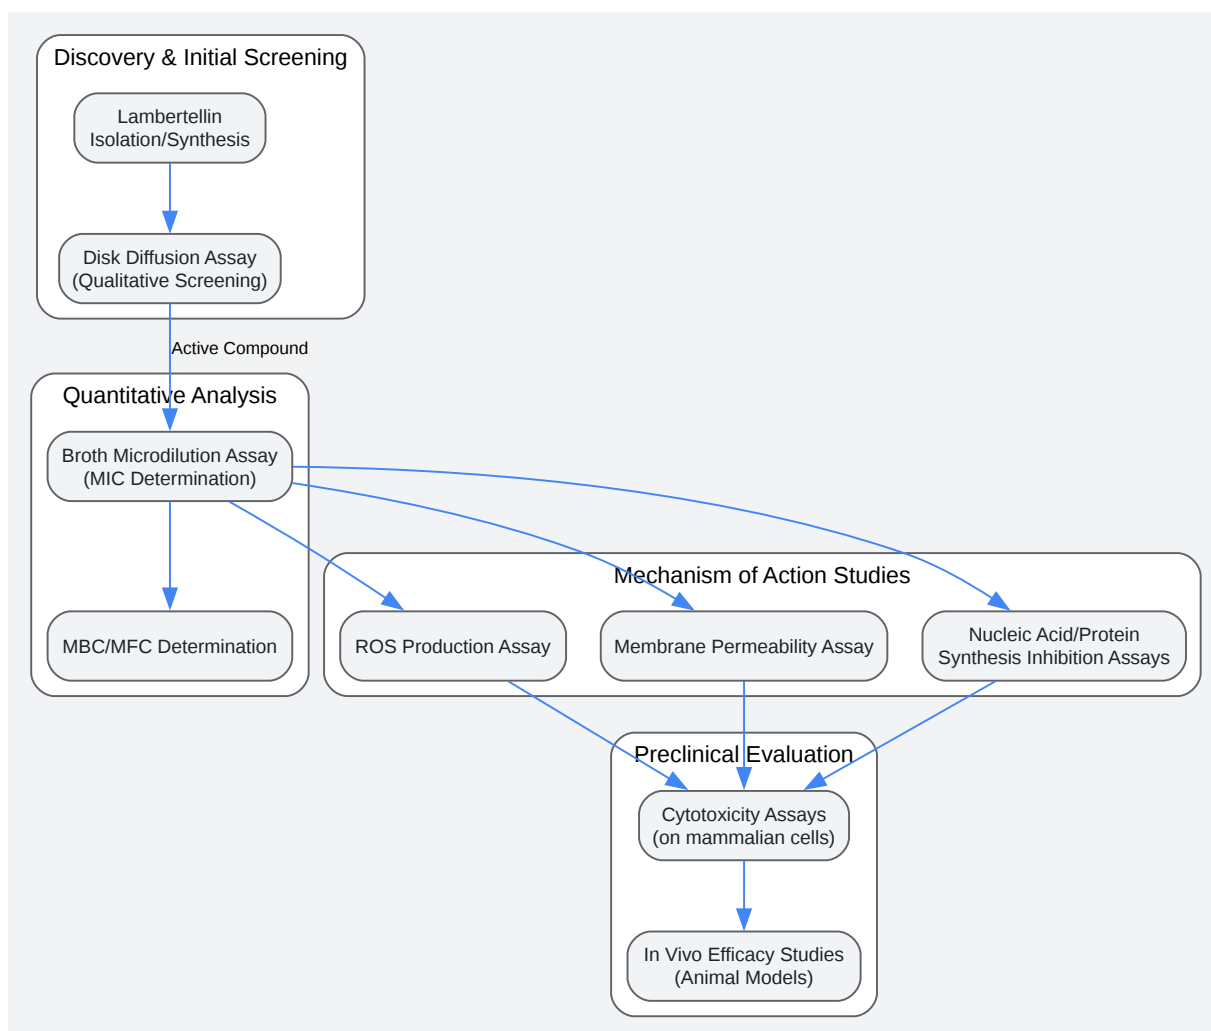 Discovery & Initial Screening
Lambertellin
Isolation/Synthesis
Disk Diffusion Assay
(Qualitative Screening)
Active Compound
Quantitative Analysis
Broth Microdilution Assay
(MIC Determination)
MBC/MFC Determination
Mechanism of Action Studies
ROS Production Assay
Membrane Permeability Assay
Nucleic Acid/Protein
Synthesis Inhibition Assays
Preclinical Evaluation
Cytotoxicity Assays
(on mammalian cells)
In Vivo Efficacy Studies
(Animal Models)